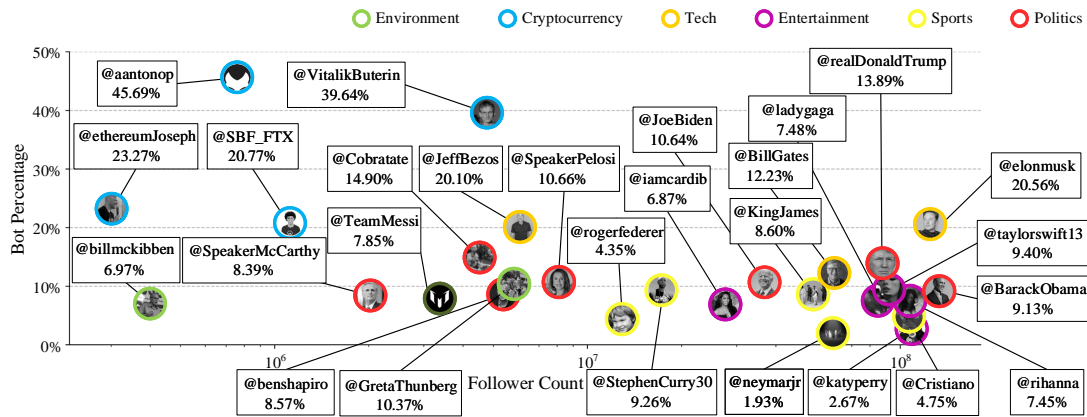 Environment Cryptocurrency Tech Entertainment Sports Politics
50%
40%
30%
20%
10%
0%
Bot Percentage
@aantonop
45.69%
@VitalikButerin
39.64%
@realDonaldTrump
13.89%
@ethereumJoseph
23.27%
@SBF_FTX
20.77%
@Cobratate
14.90%
@JeffBezos
20.10%
@SpeakerPelosi
10.66%
@JoeBiden
10.64%
@ladygaga
7.48%
@BillGates
12.23%
@iamcardib
6.87%
@elonmusk
20.56%
@billmckibben
6.97%
@SpeakerMcCarthy
8.39%
@TeamMessi
7.85%
@rogerfederer
4.35%
@KingJames
8.60%
@taylorswift13
9.40%
@BarackObama
9.13%
10⁶
10⁷
10⁸
Follower Count
@benshapiro
8.57%
@GretaThunberg
10.37%
@StephenCurry30
9.26%
@neymarjr
1.93%
@katyperry
2.67%
@Cristiano
4.75%
@rihanna
7.45%